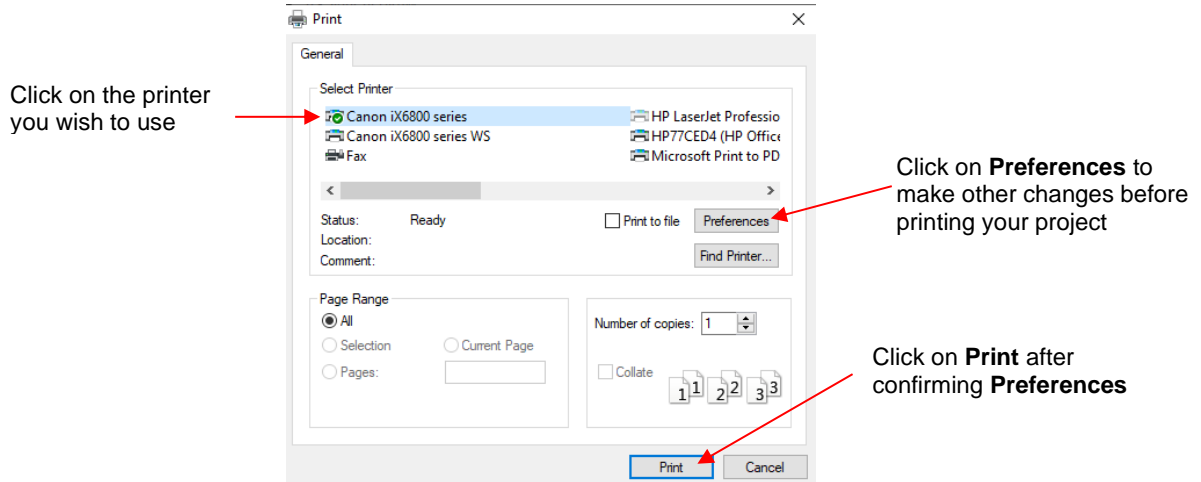 Print
General
Click on the printer
you wish to use
Select Printer
Canon iX6800 series
Canon iX6800 series WS
Fax
HP LaserJet Professio
HP77CED4 (HP Office
Microsoft Print to PD
Status: Ready
Location:
Comment:
Print to file
Preferences
Find Printer...
Click on Preferences to
make other changes before
printing your project
Page Range
All
Selection
Current Page
Pages:
Number of copies: 1
Collate
1 1 2 2 3 3
Click on Print after
confirming Preferences
Print
Cancel